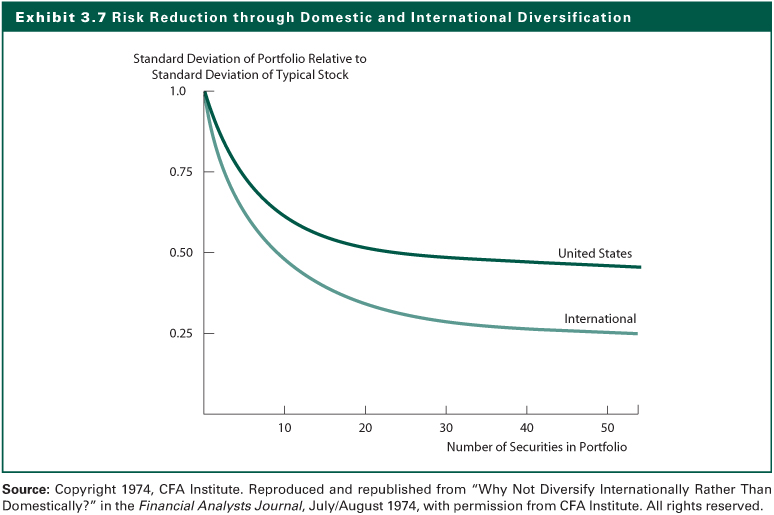 Exhibit 3.7 Risk Reduction through Domestic and International Diversification
Standard Deviation of Portfolio Relative to
Standard Deviation of Typical Stock
1.0
0.75
0.50
0.25
United States
International
10 20 30 40 50
Number of Securities in Portfolio
Source: Copyright 1974, CFA Institute. Reproduced and republished from “Why Not Diversify Internationally Rather Than
Domestically?” in the Financial Analysts Journal, July/August 1974, with permission from CFA Institute. All rights reserved.